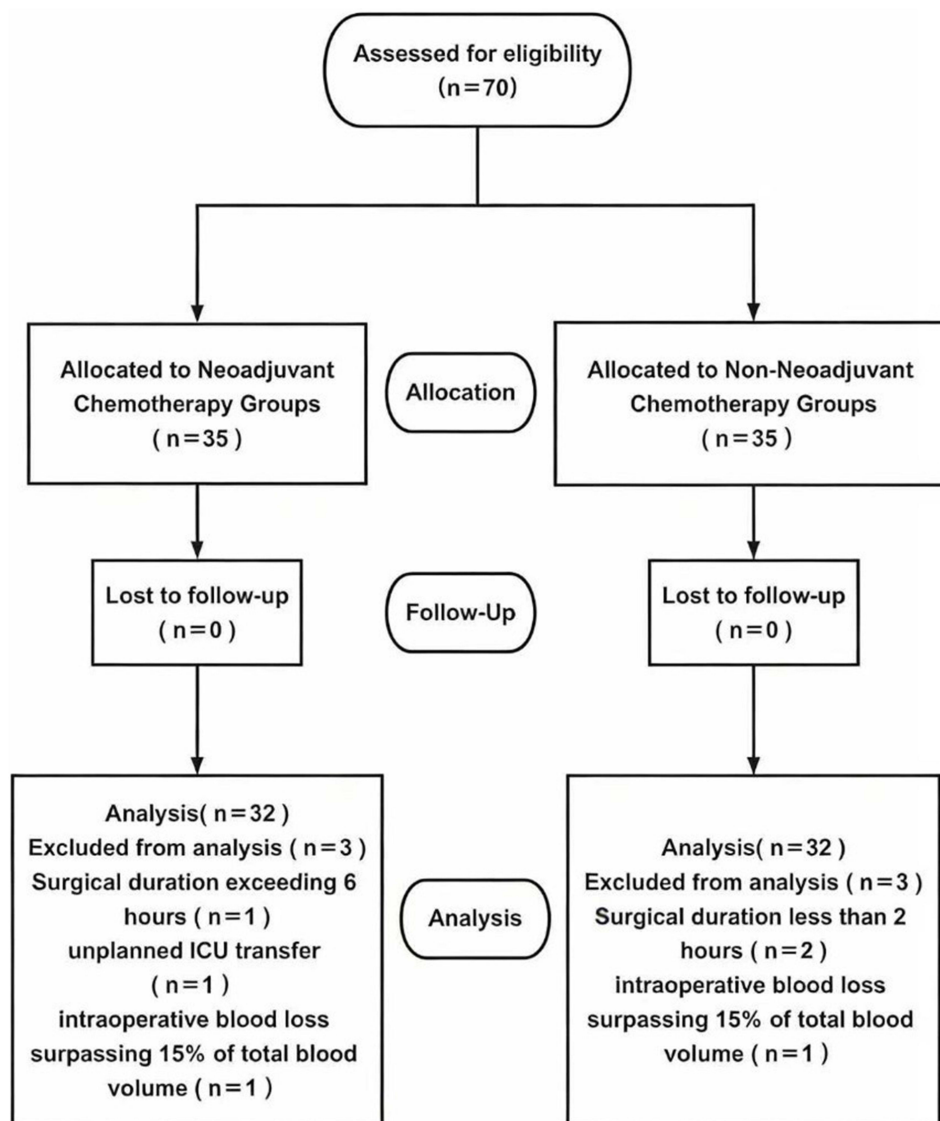 Assessed for eligibility
(n=70)
Allocated to Neoadjuvant
Chemotherapy Groups
( n=35 )
Allocation
Allocated to Non-Neoadjuvant
Chemotherapy Groups
( n=35 )
Lost to follow-up
( n=0 )
Follow-Up
Lost to follow-up
( n=0 )
Analysis( n=32 )
Excluded from analysis ( n=3 )
Surgical duration exceeding 6
hours ( n=1 )
unplanned ICU transfer
( n=1 )
intraoperative blood loss
surpassing 15% of total blood
volume ( n=1 )
Analysis
Analysis( n=32 )
Excluded from analysis ( n=3 )
Surgical duration less than 2
hours ( n=2 )
intraoperative blood loss
surpassing 15% of total blood
volume ( n=1 )